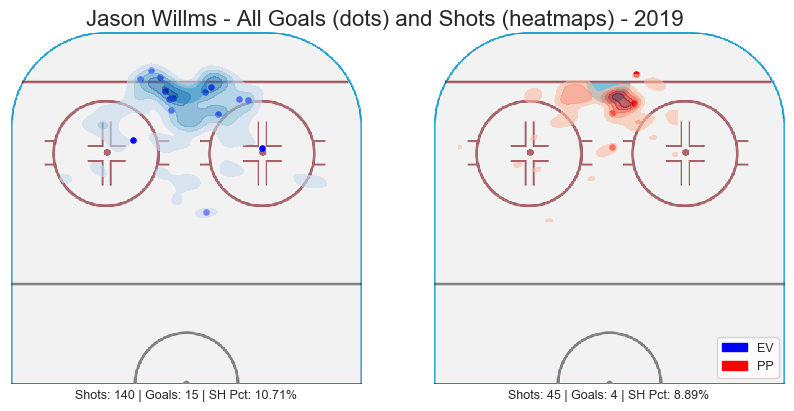 Jason Willms - All Goals (dots) and Shots (heatmaps) - 2019
EV
PP
Shots: 140 | Goals: 15 | SH Pct: 10.71%
Shots: 45 | Goals: 4 | SH Pct: 8.89%